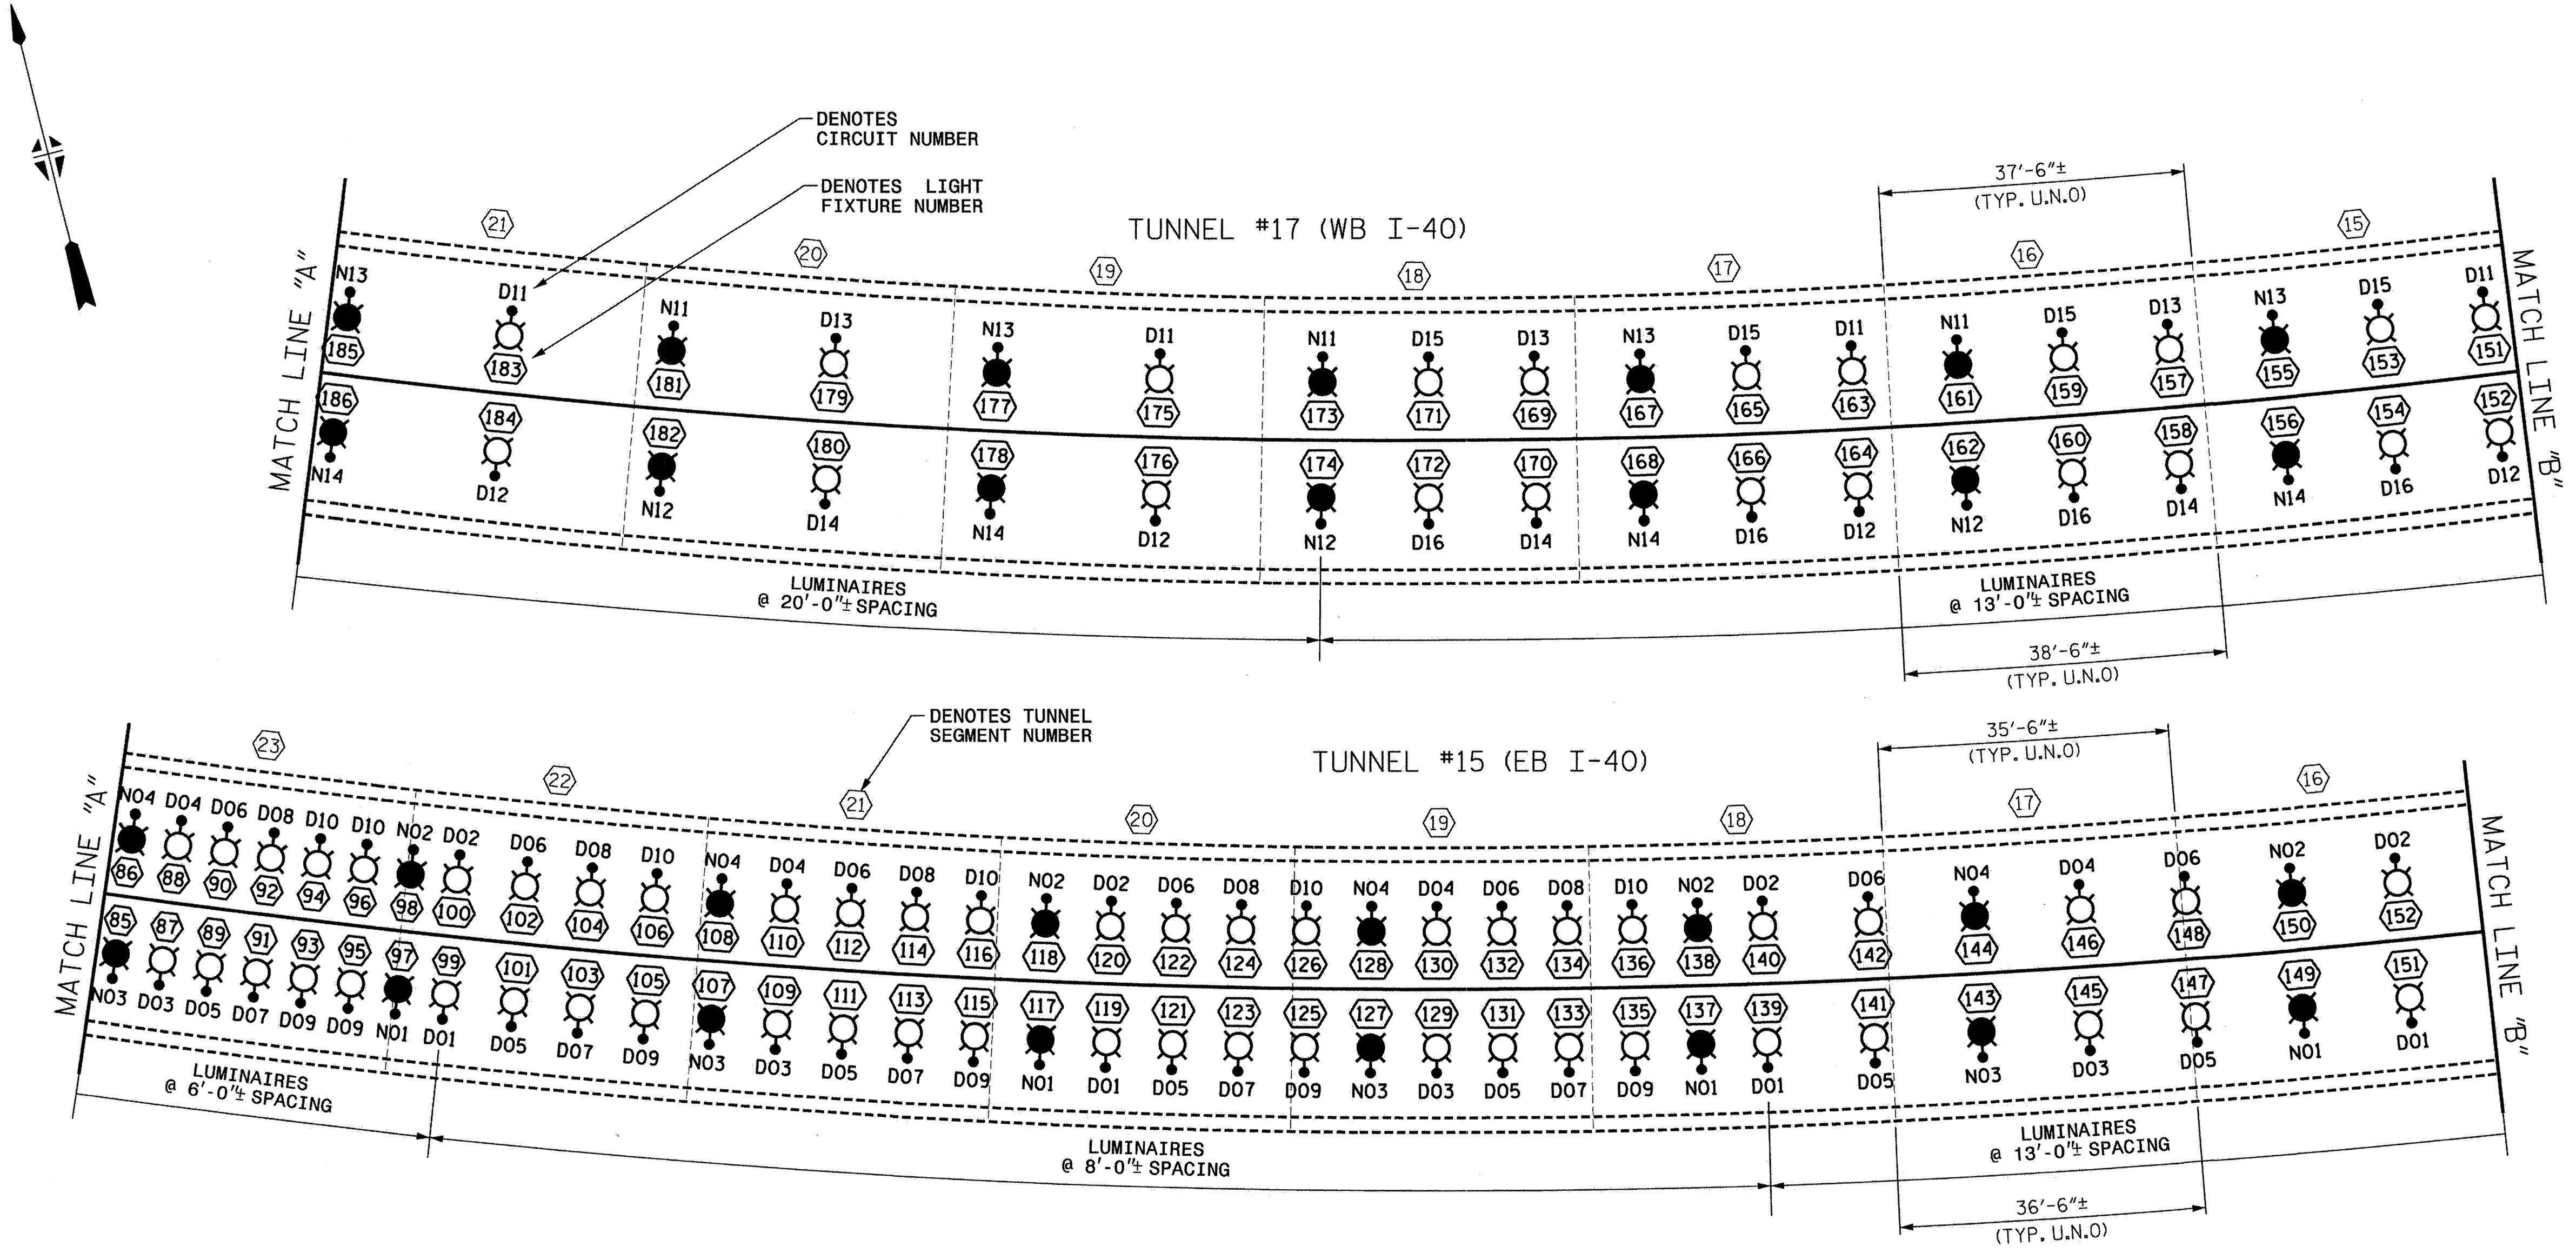 DENOTES
CIRCUIT NUMBER
DENOTES LIGHT
FIXTURE NUMBER
TUNNEL #17 (WB I-40)
37'-6"±
(TYP. U.N.O)
21 20 19 18 17 16 15
MATCH LINE "A"
MATCH LINE "B"
N13 D11 N11 D13 N13 D11 N11 D15 D13 N13 D15 D11 N11 D15 D13 N13 D15 D11
185 183 181 179 177 175 173 171 169 167 165 163 161 159 157 155 153 151
186 184 182 180 178 176 174 172 170 168 166 164 162 160 158 156 154 152
N14 D12 N12 D14 N14 D12 N12 D16 D14 N14 D16 D12 N12 D16 D14 N14 D16 D12
LUMINAIRES
@ 20'-0"± SPACING
LUMINAIRES
@ 13'-0"± SPACING
38'-6"±
(TYP. U.N.O)
DENOTES TUNNEL
SEGMENT NUMBER
TUNNEL #15 (EB I-40)
35'-6"±
(TYP. U.N.O)
23 22 21 20 19 18 17 16
MATCH LINE "A"
MATCH LINE "B"
N04 D04 D06 D08 D10 D10 N02 D02 D06 D08 D10 N04 D04 D06 D08 D10 N02 D02 D06 D08 D10 N04 D04 D06 D08 D10 N02 D02 D06 N04 D04 D06 N02 D02
86 88 90 92 94 96 98 100 102 104 106 108 110 112 114 116 118 120 122 124 126 128 130 132 134 136 138 140 142 144 146 148 150 152
85 87 89 91 93 95 97 99 101 103 105 107 109 111 113 115 117 119 121 123 125 127 129 131 133 135 137 139 141 143 145 147 149 151
N03 D03 D05 D07 D09 D09 N01 D01 D05 D07 D09 N03 D03 D05 D07 D09 N01 D01 D05 D07 D09 N03 D03 D05 D07 D09 N01 D01 D05 N03 D03 D05 N01 D01
LUMINAIRES
@ 6'-0"± SPACING
LUMINAIRES
@ 8'-0"± SPACING
LUMINAIRES
@ 13'-0"± SPACING
36'-6"±
(TYP. U.N.O)